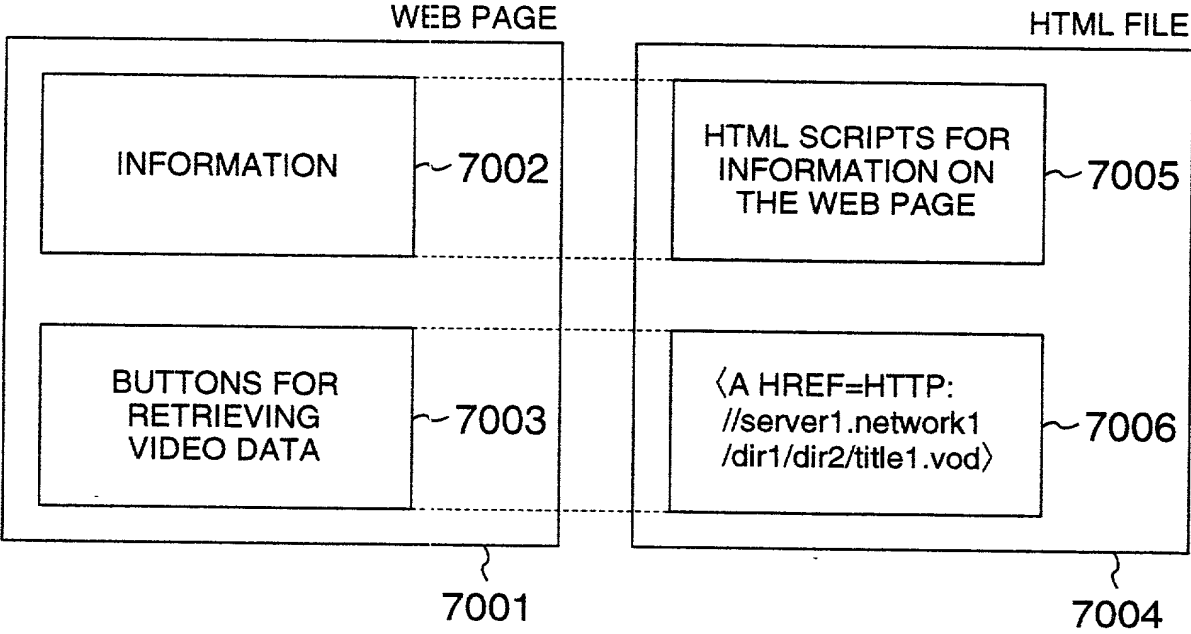 WEB PAGE
INFORMATION
7002
BUTTONS FOR
RETRIEVING
VIDEO DATA
7003
7001
HTML FILE
HTML SCRIPTS FOR
INFORMATION ON
THE WEB PAGE
7005
〈A HREF=HTTP:
//server1.network1
/dir1/dir2/title1.vod〉
7006
7004